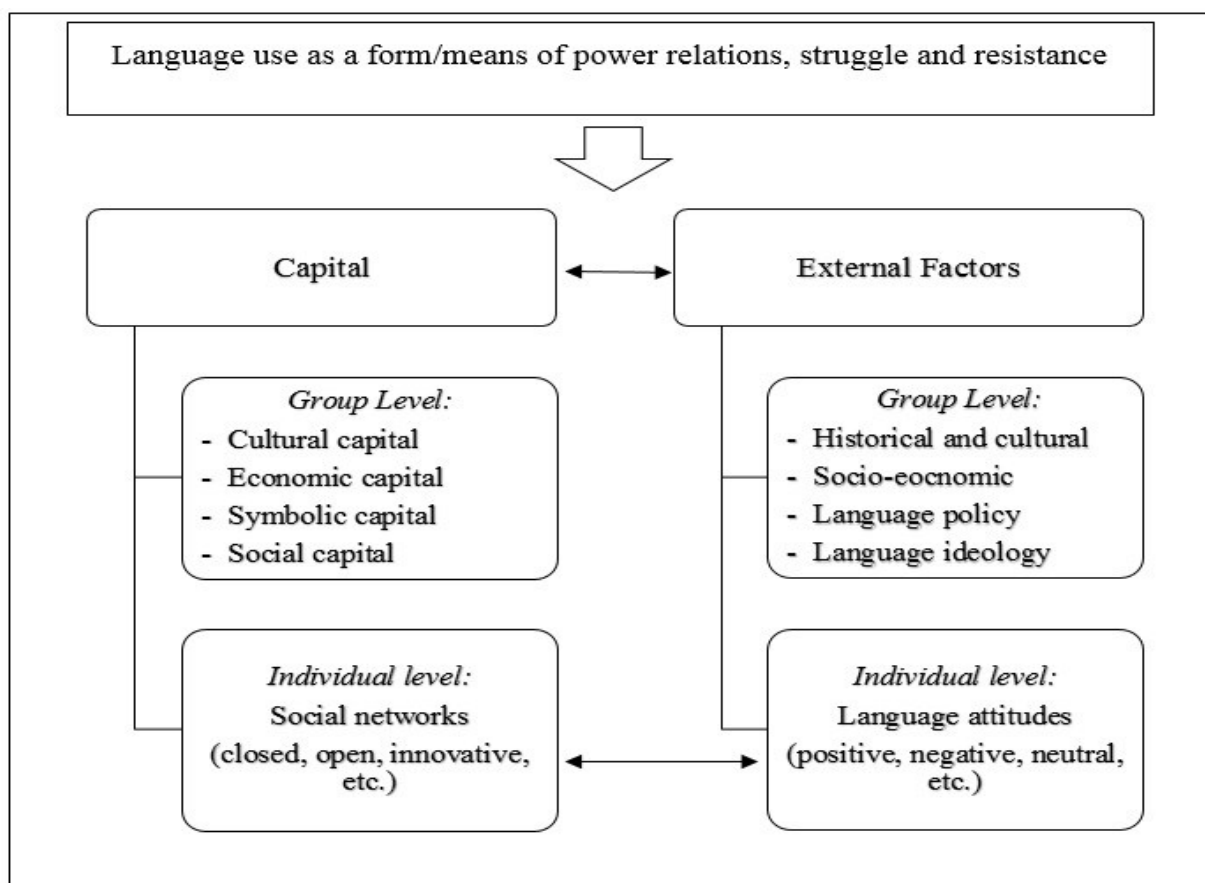 Language use as a form/means of power relations, struggle and resistance
Capital
External Factors
Group Level:
- Cultural capital
- Economic capital
- Symbolic capital
- Social capital
Group Level:
- Historical and cultural
- Socio-eocnomic
- Language policy
- Language ideology
Individual level:
Social networks
(closed, open, innovative,
etc.)
Individual level:
Language attitudes
(positive, negative, neutral,
etc.)